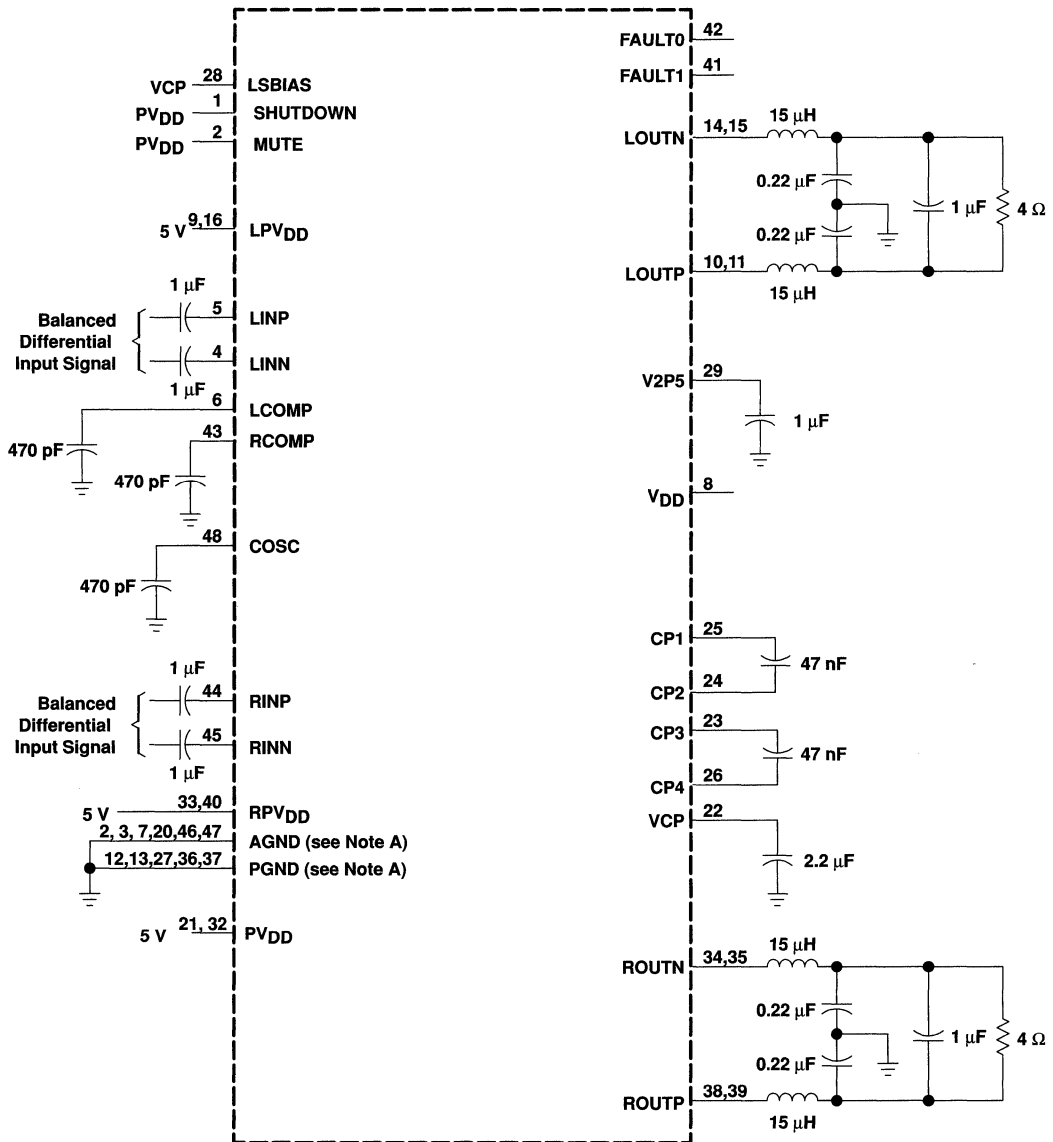 FAULT0 42
FAULT1 41
VCP 28 LSBIAS
PVDD 1 SHUTDOWN
PVDD 2 MUTE
LOUTN 14,15 15 μH
0.22 μF
0.22 μF
1 μF 4 Ω
LOUTP 10,11
15 μH
5 V 9,16 LPVDD
1 μF
5 LINP
Balanced
Differential
Input Signal
4 LINN
1 μF
6 LCOMP
470 pF
43 RCOMP
470 pF
V2P5 29
1 μF
VDD 8
48 COSC
470 pF
CP1 25
47 nF
CP2 24
CP3 23
47 nF
CP4 26
1 μF
44 RINP
Balanced
Differential
Input Signal
45 RINN
1 μF
5 V 33,40 RPVDD
2, 3, 7,20,46,47 AGND (see Note A)
12,13,27,36,37 PGND (see Note A)
VCP 22
2.2 μF
5 V 21, 32 PVDD
ROUTN 34,35 15 μH
0.22 μF
0.22 μF
1 μF 4 Ω
ROUTP 38,39
15 μH